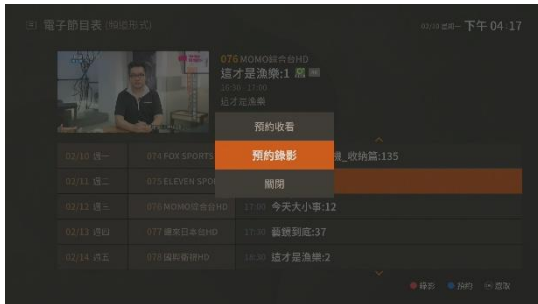 電子節目表 (頻道形式)
02/10 週一 下午 04:17
076 MOMO綜合台HD
這才是漁樂:1
16:30 17:00
這才是漁樂
預約收看
預約錄影
關閉
02/10 週一 074 FOX SPORTS 機_收納篇:135
02/11 週二 075 ELEVEN SPO
02/12 週三 076 MOMO綜合台HD 17:00 今天大小事:12
02/13 週四 077 緯來日本台HD 17:30 藝饗到底:37
02/14 週五 078 國興衛視HD 18:30 這才是漁樂:2
錄影 預約 選取